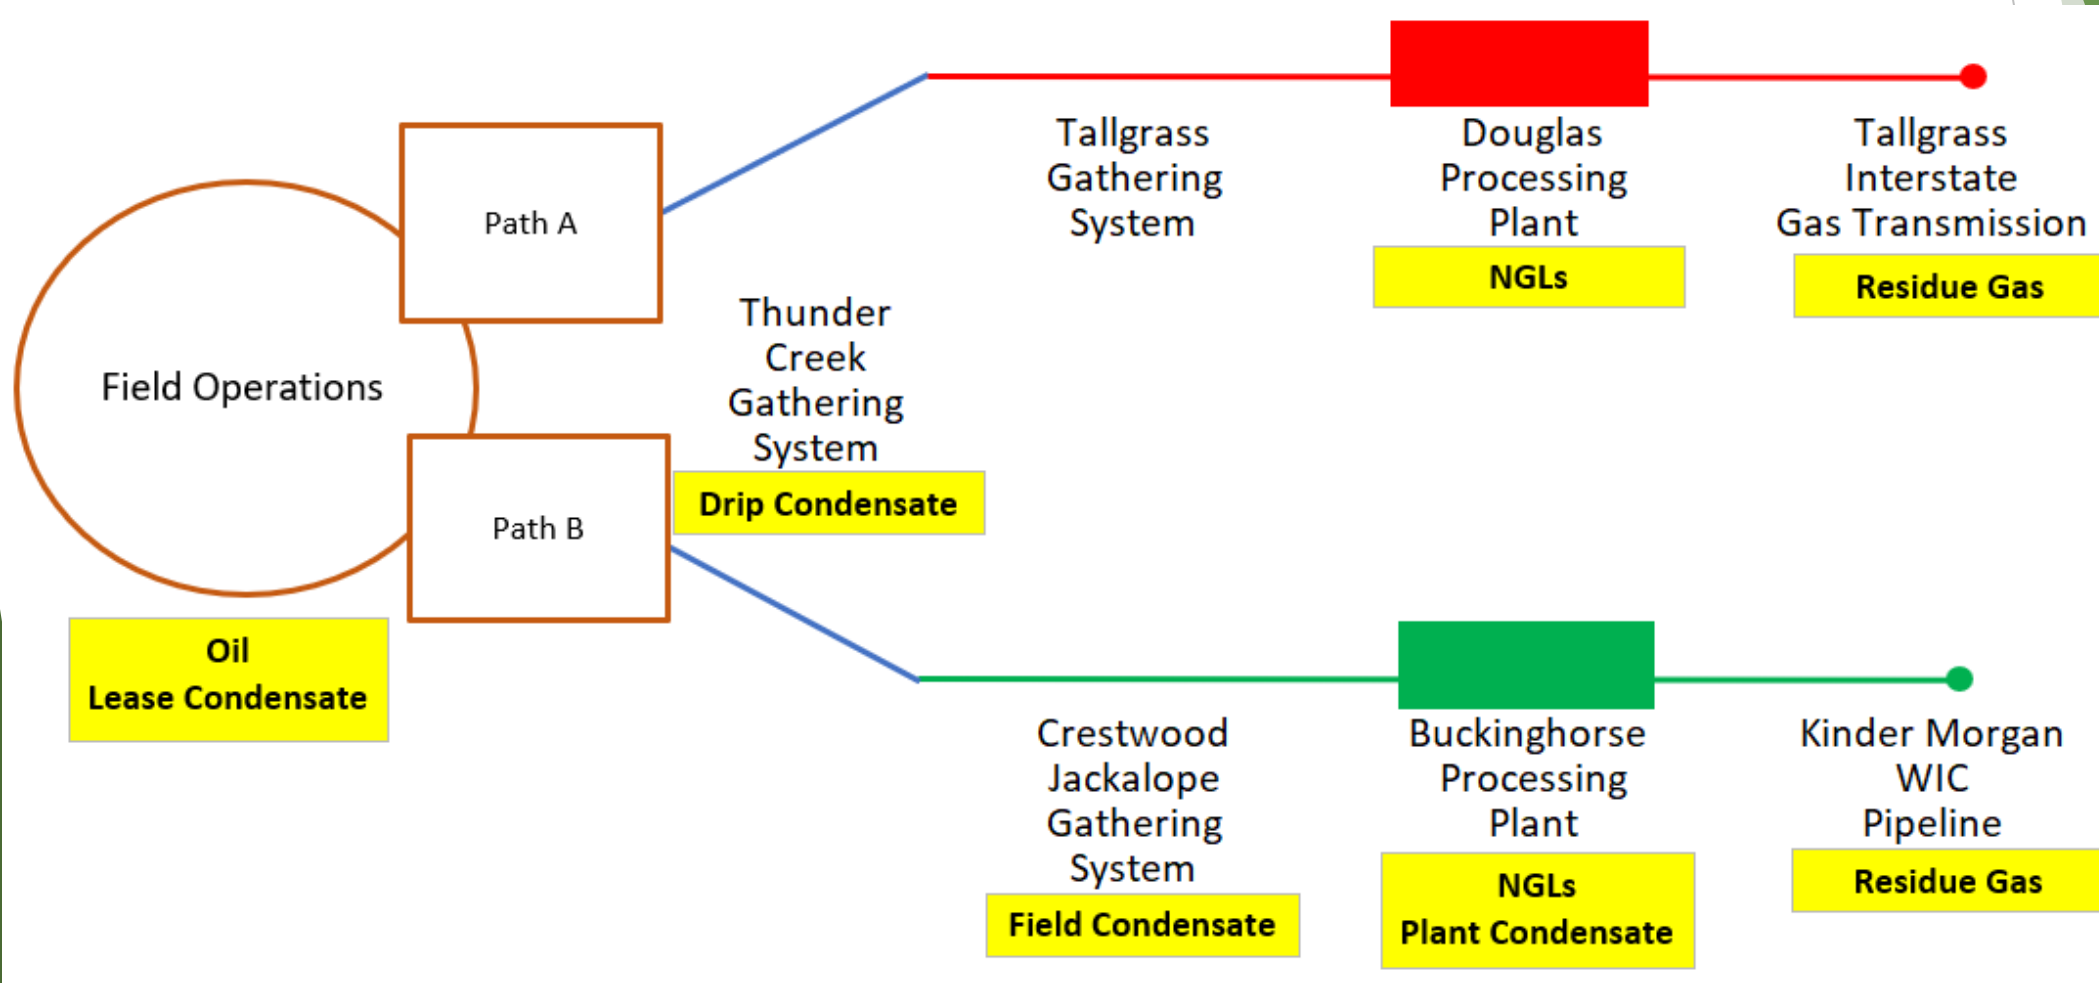 Path A
Field Operations
Path B
Oil
Lease Condensate
Thunder
Creek
Gathering
System
Drip Condensate
Tallgrass
Gathering
System
Douglas
Processing
Plant
NGLs
Tallgrass
Interstate
Gas Transmission
Residue Gas
Crestwood
Jackalope
Gathering
System
Field Condensate
Buckinghorse
Processing
Plant
NGLs
Plant Condensate
Kinder Morgan
WIC
Pipeline
Residue Gas